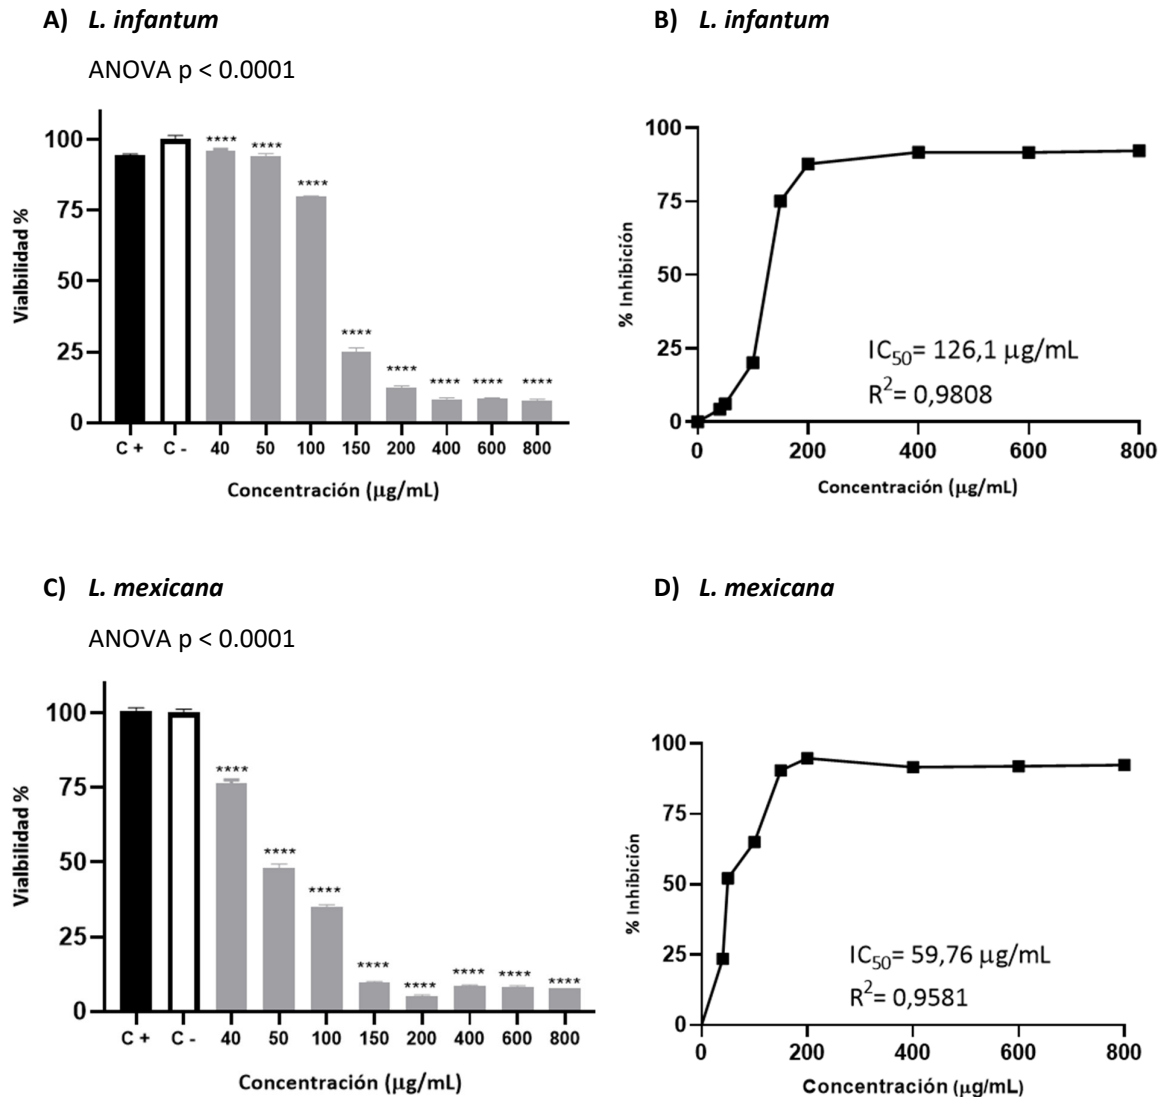 A) L. infantum
ANOVA p < 0.0001
Vialbilidad %
100
75
50
25
0
**** **** **** **** **** **** **** ****
C + C - 40 50 100 150 200 400 600 800
Concentración (µg/mL)
B) L. infantum
% Inhibición
100
75
50
25
0
IC50= 126,1 µg/mL
R2= 0,9808
0 200 400 600 800
Concentración (µg/mL)
C) L. mexicana
ANOVA p < 0.0001
Vialbilidad %
100
75
50
25
0
**** **** **** **** **** **** **** ****
C + C - 40 50 100 150 200 400 600 800
Concentración (µg/mL)
D) L. mexicana
% Inhibición
100
75
50
25
0
IC50= 59,76 µg/mL
R2= 0,9581
0 200 400 600 800
Concentración (µg/mL)